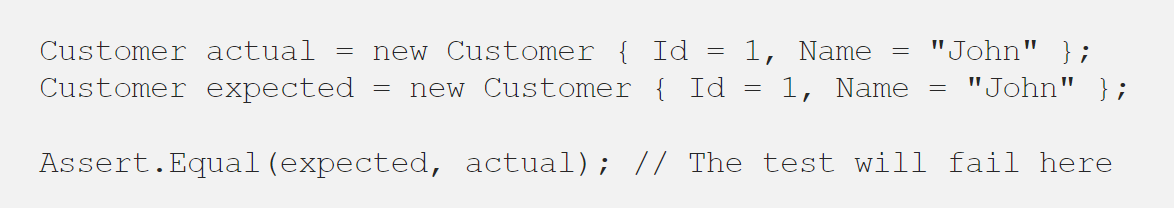 Customer actual = new Customer { Id = 1, Name = "John" };
Customer expected = new Customer { Id = 1, Name = "John" };
Assert.Equal(expected, actual); // The test will fail here